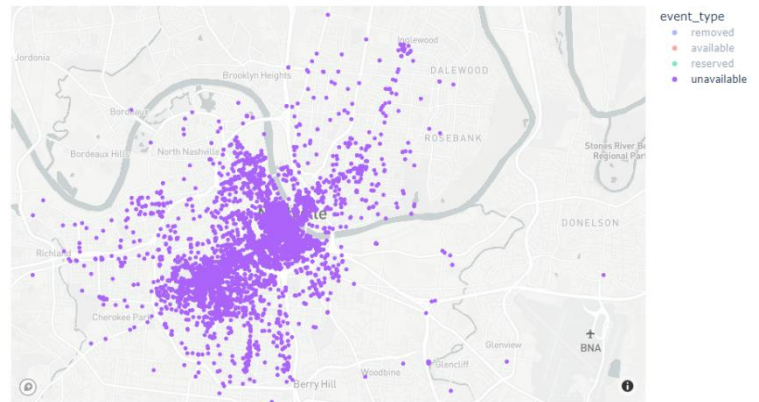 event_type
removed
available
reserved
unavailable
Inglewood
Jordonia
DALEWOOD
Brooklyn Heights
Bordeaux
ROSEBANK
Bordeaux Hills
North Nashville
Stones River Be
Regional Park
DONELSON
Richland
Cherokee Park
Glenview
BNA
Woodbine
Glencliff
Berry Hill